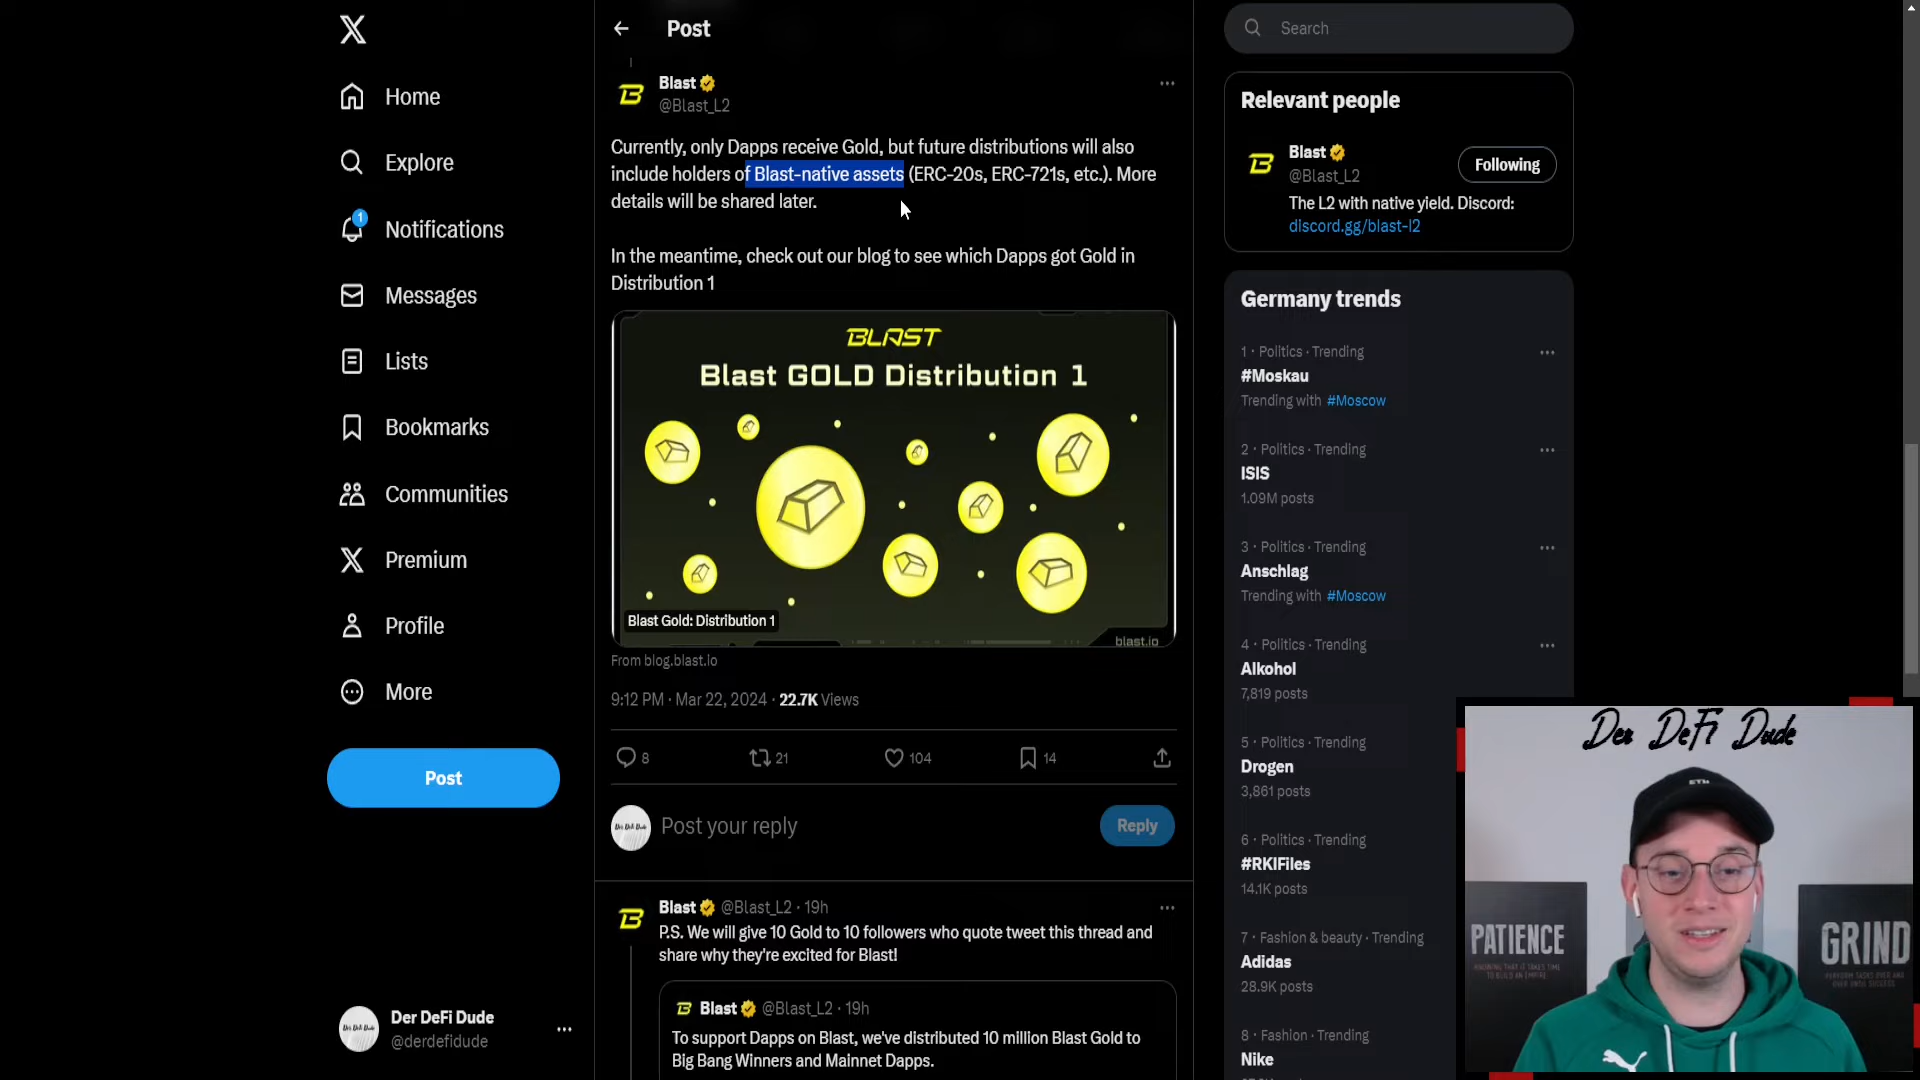 Home
Explore
1
Notifications
Messages
Lists
Bookmarks
Communities
Premium
Profile
More
Post
Der DeFi Dude
@derdefidude
Post
Blast
@Blast_L2
Currently, only Dapps receive Gold, but future distributions will also
include holders of Blast-native assets (ERC-20s, ERC-721s, etc.). More
details will be shared later.
In the meantime, check out our blog to see which Dapps got Gold in
Distribution 1
BLAST
Blast GOLD Distribution 1
Blast Gold: Distribution 1
blast.io
From blog.blast.io
9:12 PM · Mar 22, 2024 · 22.7K Views
8
21
104
14
Post your reply
Reply
Blast @Blast_L2 · 19h
P.S. We will give 10 Gold to 10 followers who quote tweet this thread and
share why they're excited for Blast!
Blast @Blast_L2 · 19h
To support Dapps on Blast, we've distributed 10 million Blast Gold to
Big Bang Winners and Mainnet Dapps.
Search
Relevant people
Blast
@Blast_L2
Following
The L2 with native yield. Discord:
discord.gg/blast-l2
Germany trends
1 · Politics · Trending
#Moskau
Trending with #Moscow
2 · Politics · Trending
ISIS
1.09M posts
3 · Politics · Trending
Anschlag
Trending with #Moscow
4 · Politics · Trending
Alkohol
7,819 posts
5 · Politics · Trending
Drogen
3,861 posts
6 · Politics · Trending
#RKIFiles
14.1K posts
7 · Fashion & beauty · Trending
Adidas
28.9K posts
8 · Fashion · Trending
Nike
Der DeFi Dude
PATIENCE
GRIND